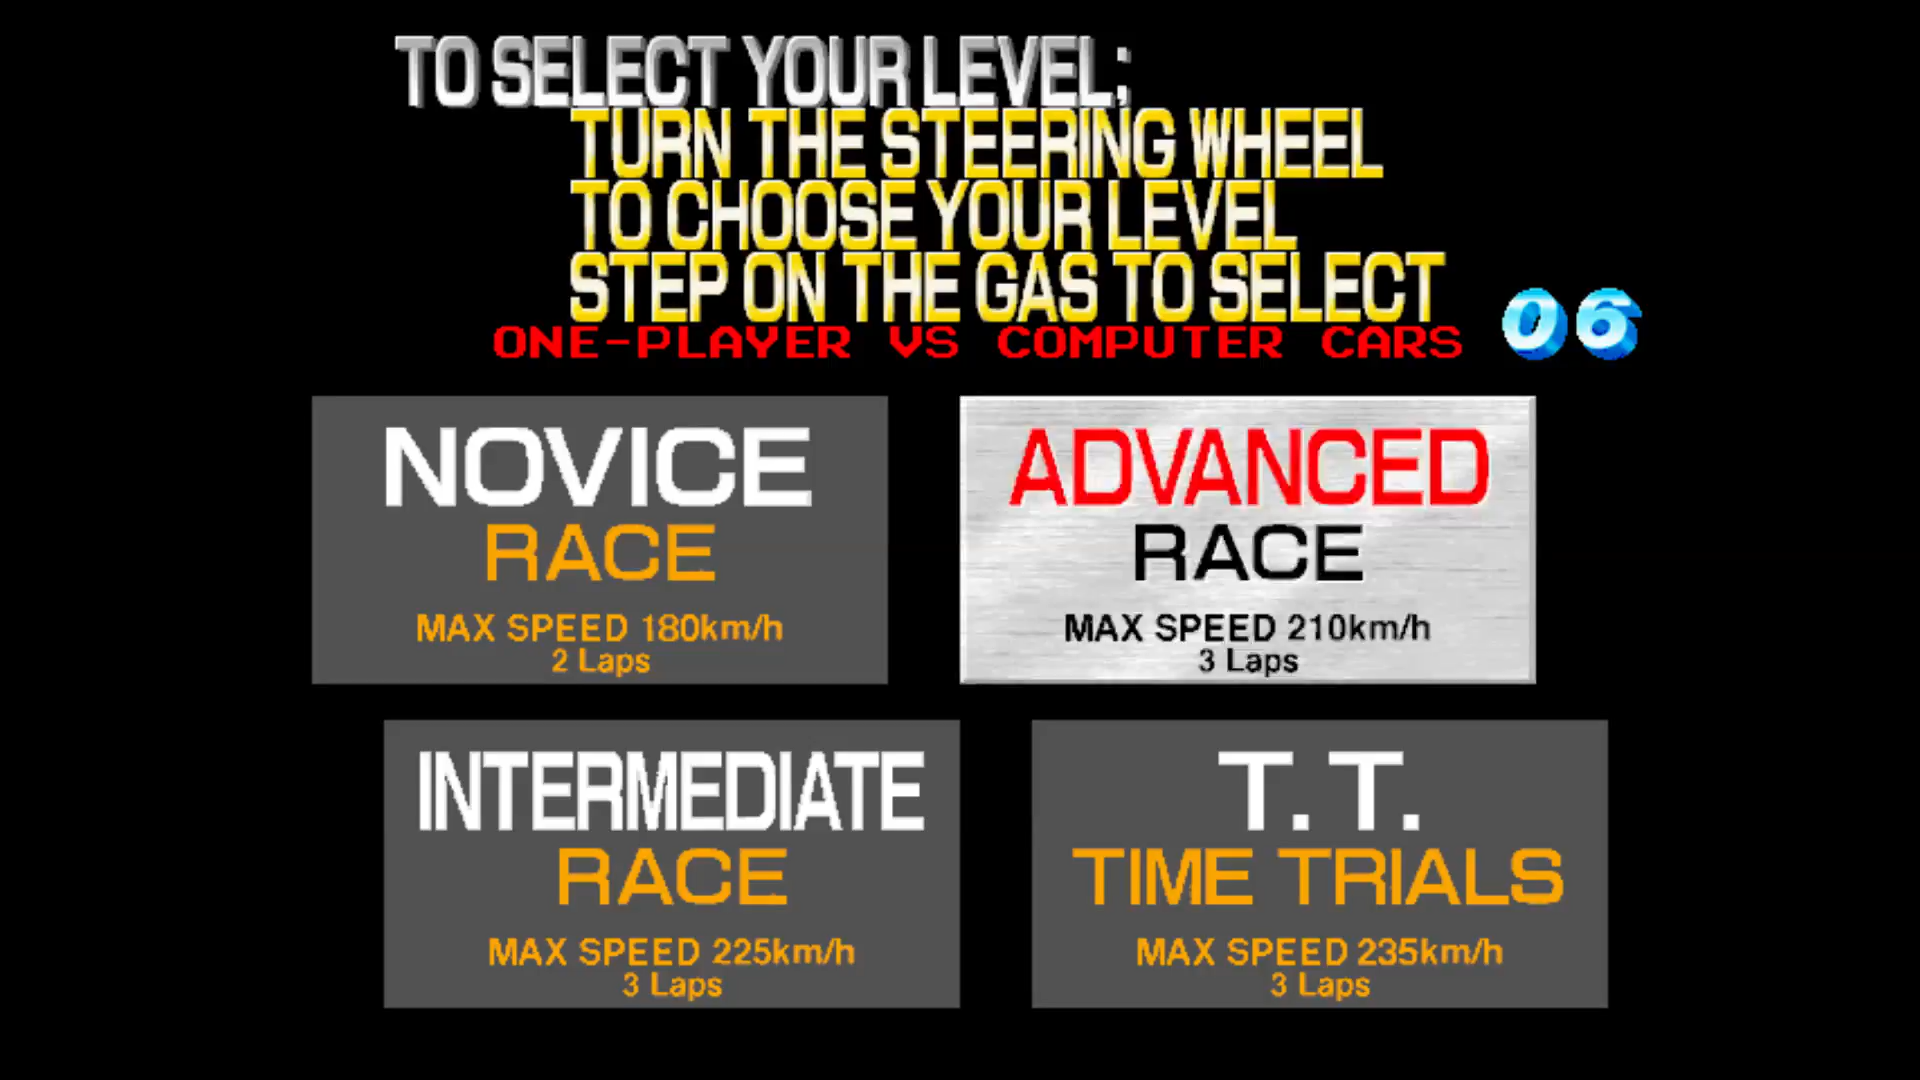 TO SELECT YOUR LEVEL;
TURN THE STEERING WHEEL
TO CHOOSE YOUR LEVEL
STEP ON THE GAS TO SELECT
06
ONE-PLAYER VS COMPUTER CARS
NOVICE
RACE
MAX SPEED 180km/h
2 Laps
ADVANCED
RACE
MAX SPEED 210km/h
3 Laps
INTERMEDIATE
RACE
MAX SPEED 225km/h
3 Laps
T.T.
TIME TRIALS
MAX SPEED 235km/h
3 Laps